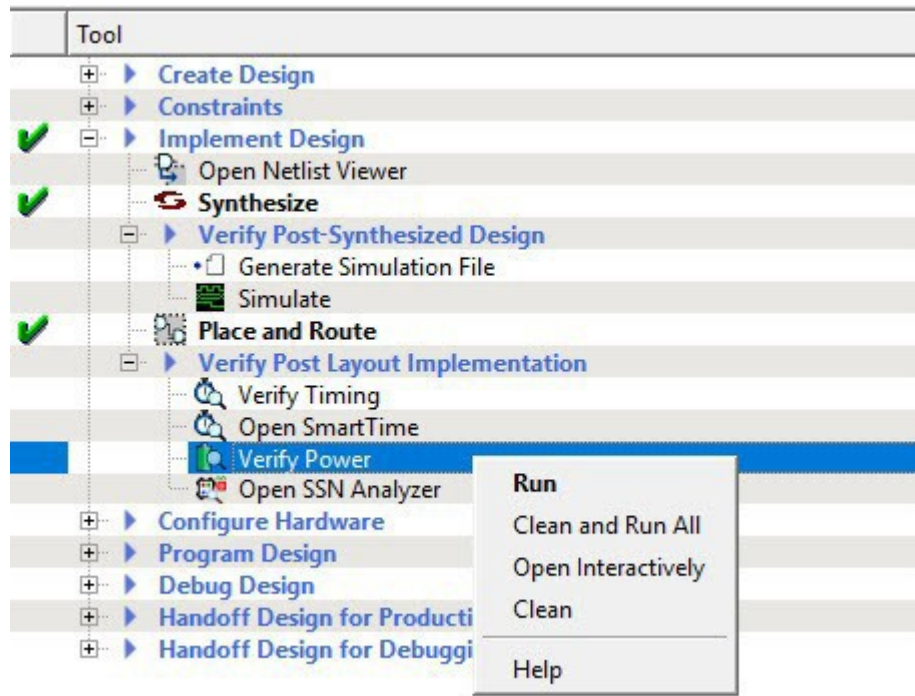 Tool
Create Design
Constraints
Implement Design
Open Netlist Viewer
Synthesize
Verify Post-Synthesized Design
Generate Simulation File
Simulate
Place and Route
Verify Post Layout Implementation
Verify Timing
Open SmartTime
Verify Power
Open SSN Analyzer
Configure Hardware
Program Design
Debug Design
Handoff Design for Producti
Handoff Design for Debuggi
Run
Clean and Run All
Open Interactively
Clean
Help